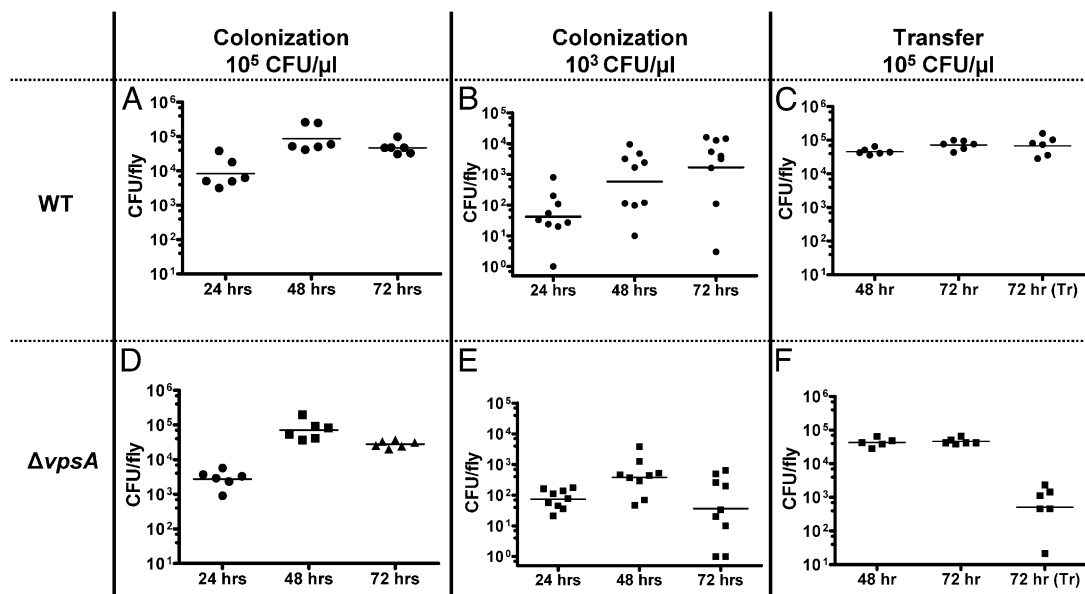 Colonization
10⁵ CFU/µl
Colonization
10³ CFU/µl
Transfer
10⁵ CFU/µl
WT
A
CFU/fly
10⁶
10⁵
10⁴
10³
10²
10¹
24 hrs 48 hrs 72 hrs
B
CFU/fly
10⁵
10⁴
10³
10²
10¹
10⁰
24 hrs 48 hrs 72 hrs
C
CFU/fly
10⁶
10⁵
10⁴
10³
10²
10¹
48 hr 72 hr 72 hr (Tr)
ΔvpsA
D
CFU/fly
10⁶
10⁵
10⁴
10³
10²
10¹
24 hrs 48 hrs 72 hrs
E
CFU/fly
10⁵
10⁴
10³
10²
10¹
10⁰
24 hrs 48 hrs 72 hrs
F
CFU/fly
10⁶
10⁵
10⁴
10³
10²
10¹
48 hr 72 hr 72 hr (Tr)